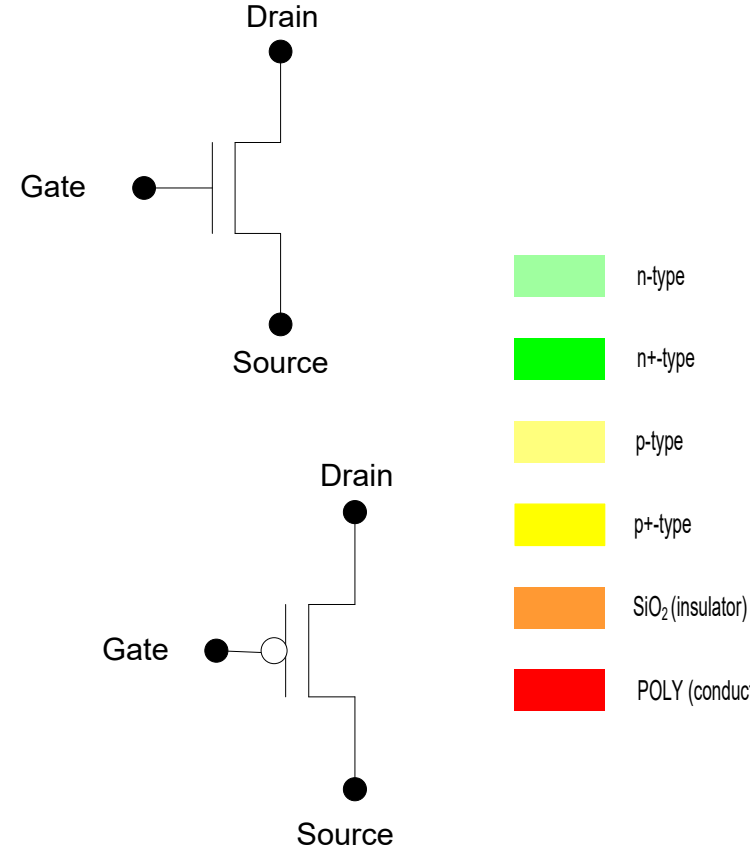 Drain
Gate
Source
Drain
Gate
Source
n-type
n+-type
p-type
p+-type
SiO₂ (insulator)
POLY (conduct